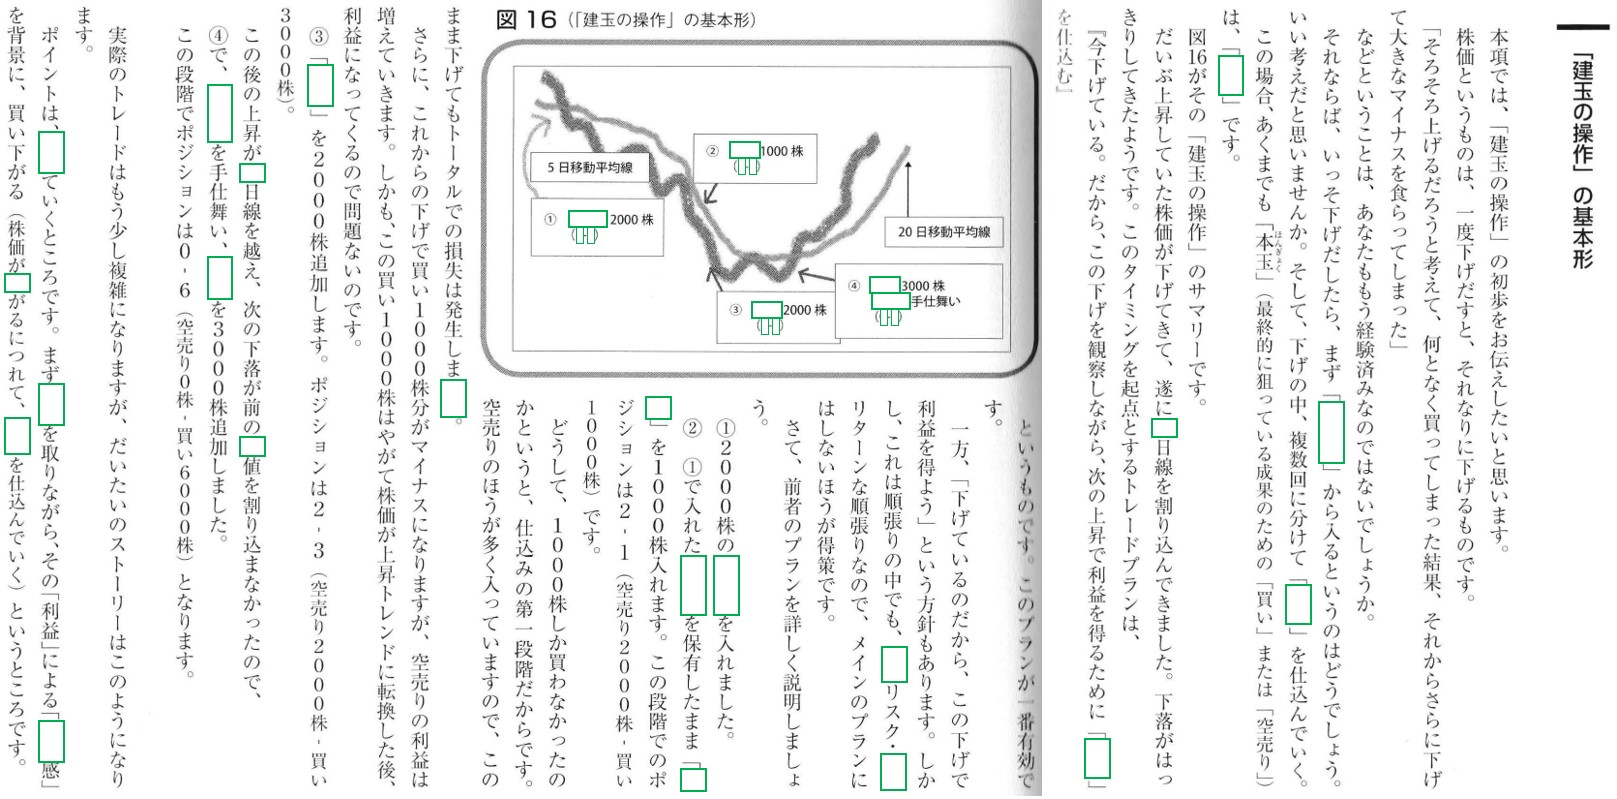 「建玉の操作」の基本形
本項では、「建玉の操作」の初歩をお伝えしたいと思います。
株価というものは、一度下げだすと、それなりに下げるものです。
「そろそろ上げるだろうと考えて、何となく買ってしまった結果、それからさらに下げ
て大きなマイナスを食らってしまった」
などということは、あなたももう経験済みなのではないでしょうか。
それならば、いっそ下げだしたら、まず「」から入るというのはどうでしょう。
いい考えだと思いませんか。そして、下げの中、複数回に分けて「」を仕込んでいく。
ほんぎょく
この場合、あくまでも「本玉」（最終的に狙っている成果のための「買い」または「空売り」）
は、「」です。
図16がその「建玉の操作」のサマリーです。
だいぶ上昇していた株価が下げてきて、遂に日線を割り込んできました。下落がはっ
きりしてきたようです。このタイミングを起点とするトレードプランは、
『今下げている。だから、この下げを観察しながら、次の上昇で利益を得るために「」
を仕込む』
図16（「建玉の操作」の基本形）
5日移動平均線
① 2000株
② 1000株
20日移動平均線
③ 2000株
④ 3000株
手仕舞い
というものです。このプランが一番有効で
す。
一方、「下げているのだから、この下げで
利益を得よう」という方針もあります。しか
し、これは順張りの中でも、リスク・
リターンな順張りなので、メインのプランに
はしないほうが得策です。
さて、前者のプランを詳しく説明しましょ
う。
①2000株のを入れました。
② ①で入れたを保有したまま「
」を1000株入れます。この段階でのポ
ジションは2-1（空売り2000株-買い
1000株）です。
どうして、1000株しか買わなかったの
かというと、仕込みの第一段階だからです。
空売りのほうが多く入っていますので、この
まま下げてもトータルでの損失は発生しま。
さらに、これからの下げで買い1000株分がマイナスになりますが、空売りの利益は
増えていきます。しかも、この買い1000株はやがて株価が上昇トレンドに転換した後、
利益になってくるので問題ないのです。
③「」を2000株追加します。ポジションは2-3（空売り2000株-買い
3000株）。
この後の上昇が日線を越え、次の下落が前の値を割り込まなかったので、
④で、を手仕舞い、を3000株追加しました。
この段階でポジションは0-6（空売り0株-買い6000株）となります。
実際のトレードはもう少し複雑になりますが、だいたいのストーリーはこのようになり
ます。
ポイントは、ていくところです。まずを取りながら、その「利益」による「感」
を背景に、買い下がる（株価ががるにつれて、を仕込んでいく）というところです。